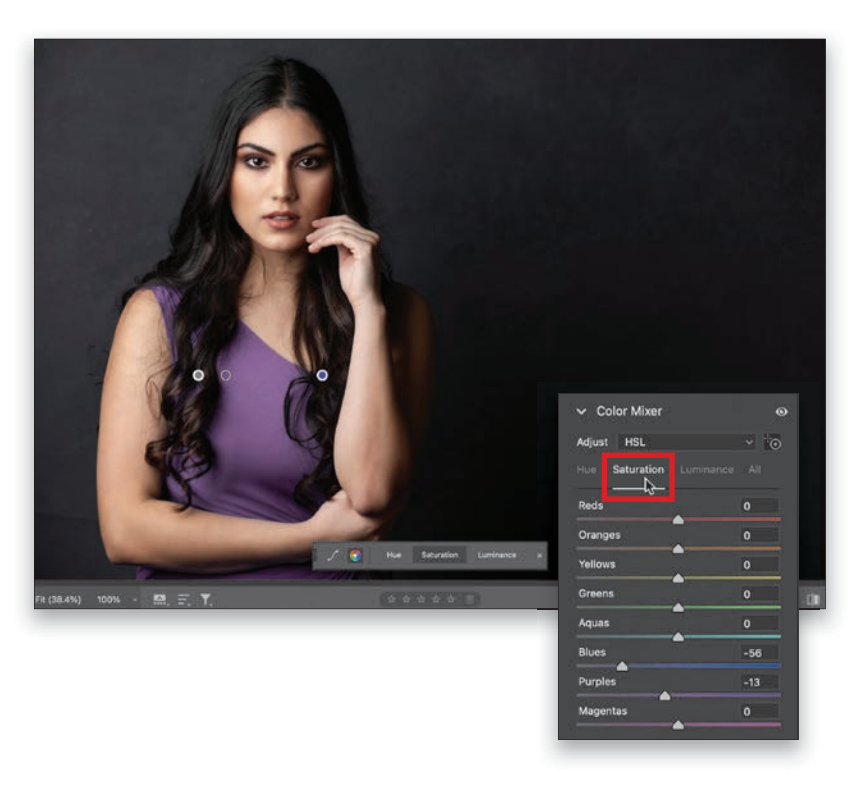 Color Mixer
Adjust HSL
Hue Saturation Luminance All
Reds 0
Oranges 0
Yellows 0
Greens 0
Aquas 0
Blues -56
Purples -13
Magentas 0
Hue Saturation Luminance
Fit (38.4%) 100%